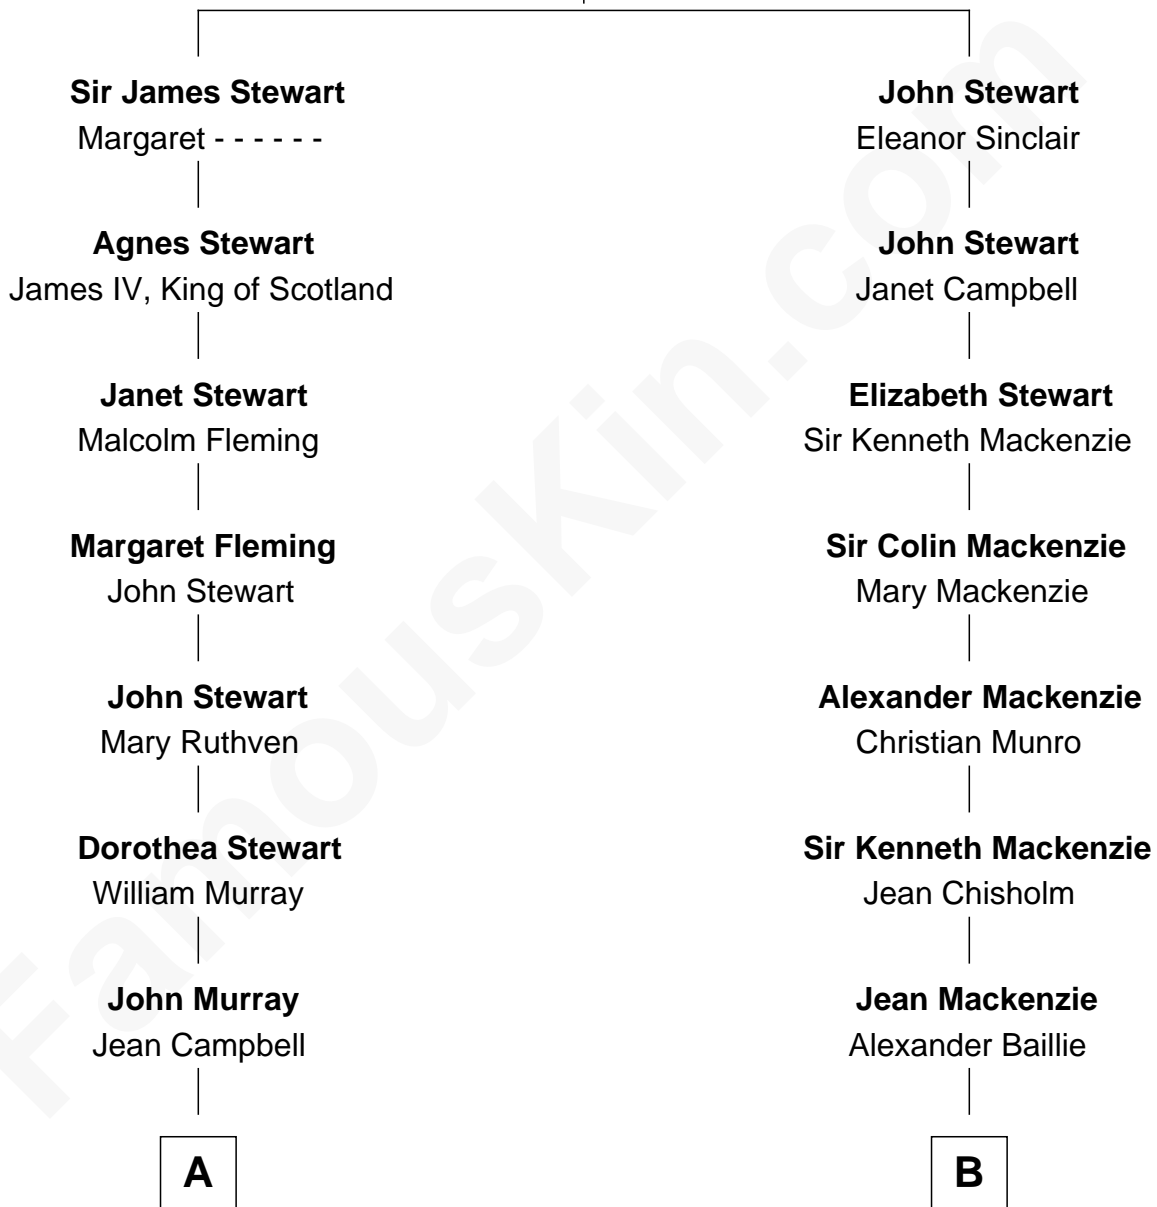 Sir James Stewart
Margaret - - - - - -
Agnes Stewart
James IV, King of Scotland
Janet Stewart
Malcolm Fleming
Margaret Fleming
John Stewart
John Stewart
Mary Ruthven
Dorothea Stewart
William Murray
John Murray
Jean Campbell
A
John Stewart
Eleanor Sinclair
John Stewart
Janet Campbell
Elizabeth Stewart
Sir Kenneth Mackenzie
Sir Colin Mackenzie
Mary Mackenzie
Alexander Mackenzie
Christian Munro
Sir Kenneth Mackenzie
Jean Chisholm
Jean Mackenzie
Alexander Baillie
B
FamousKin.com